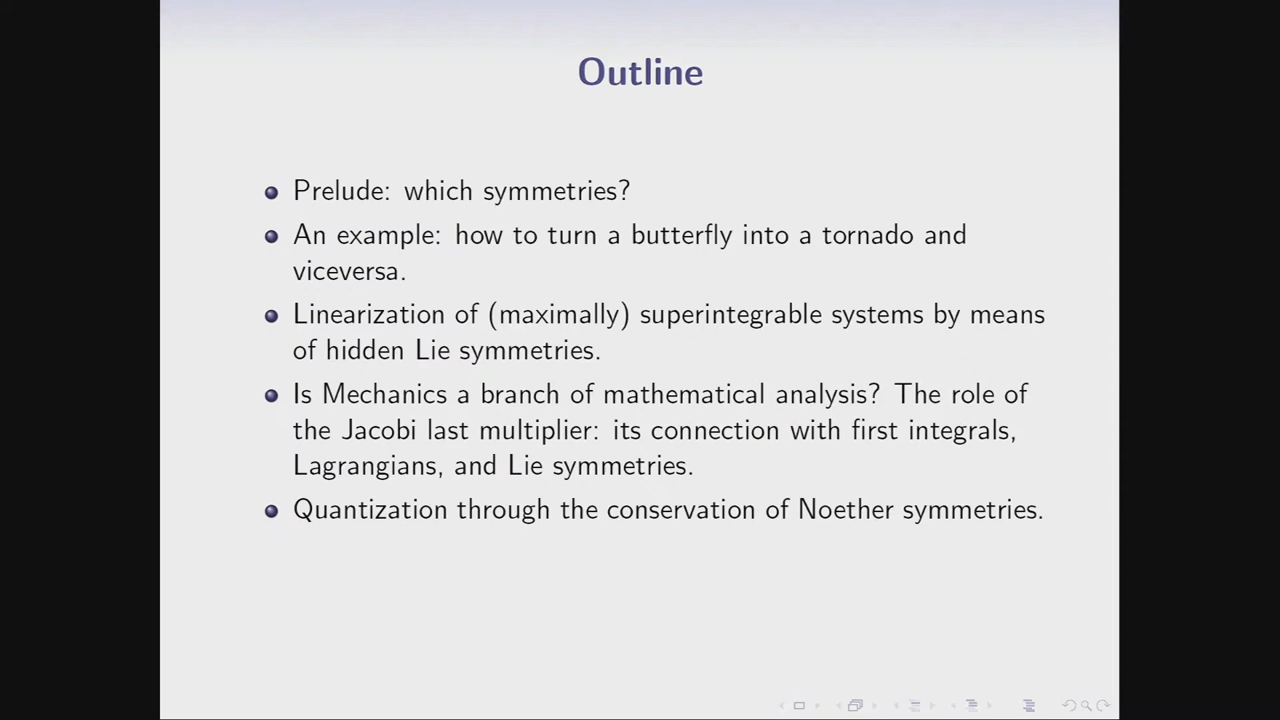 Outline
Prelude: which symmetries?
An example: how to turn a butterfly into a tornado and
viceversa.
Linearization of (maximally) superintegrable systems by means
of hidden Lie symmetries.
Is Mechanics a branch of mathematical analysis? The role of
the Jacobi last multiplier: its connection with first integrals,
Lagrangians, and Lie symmetries.
Quantization through the conservation of Noether symmetries.